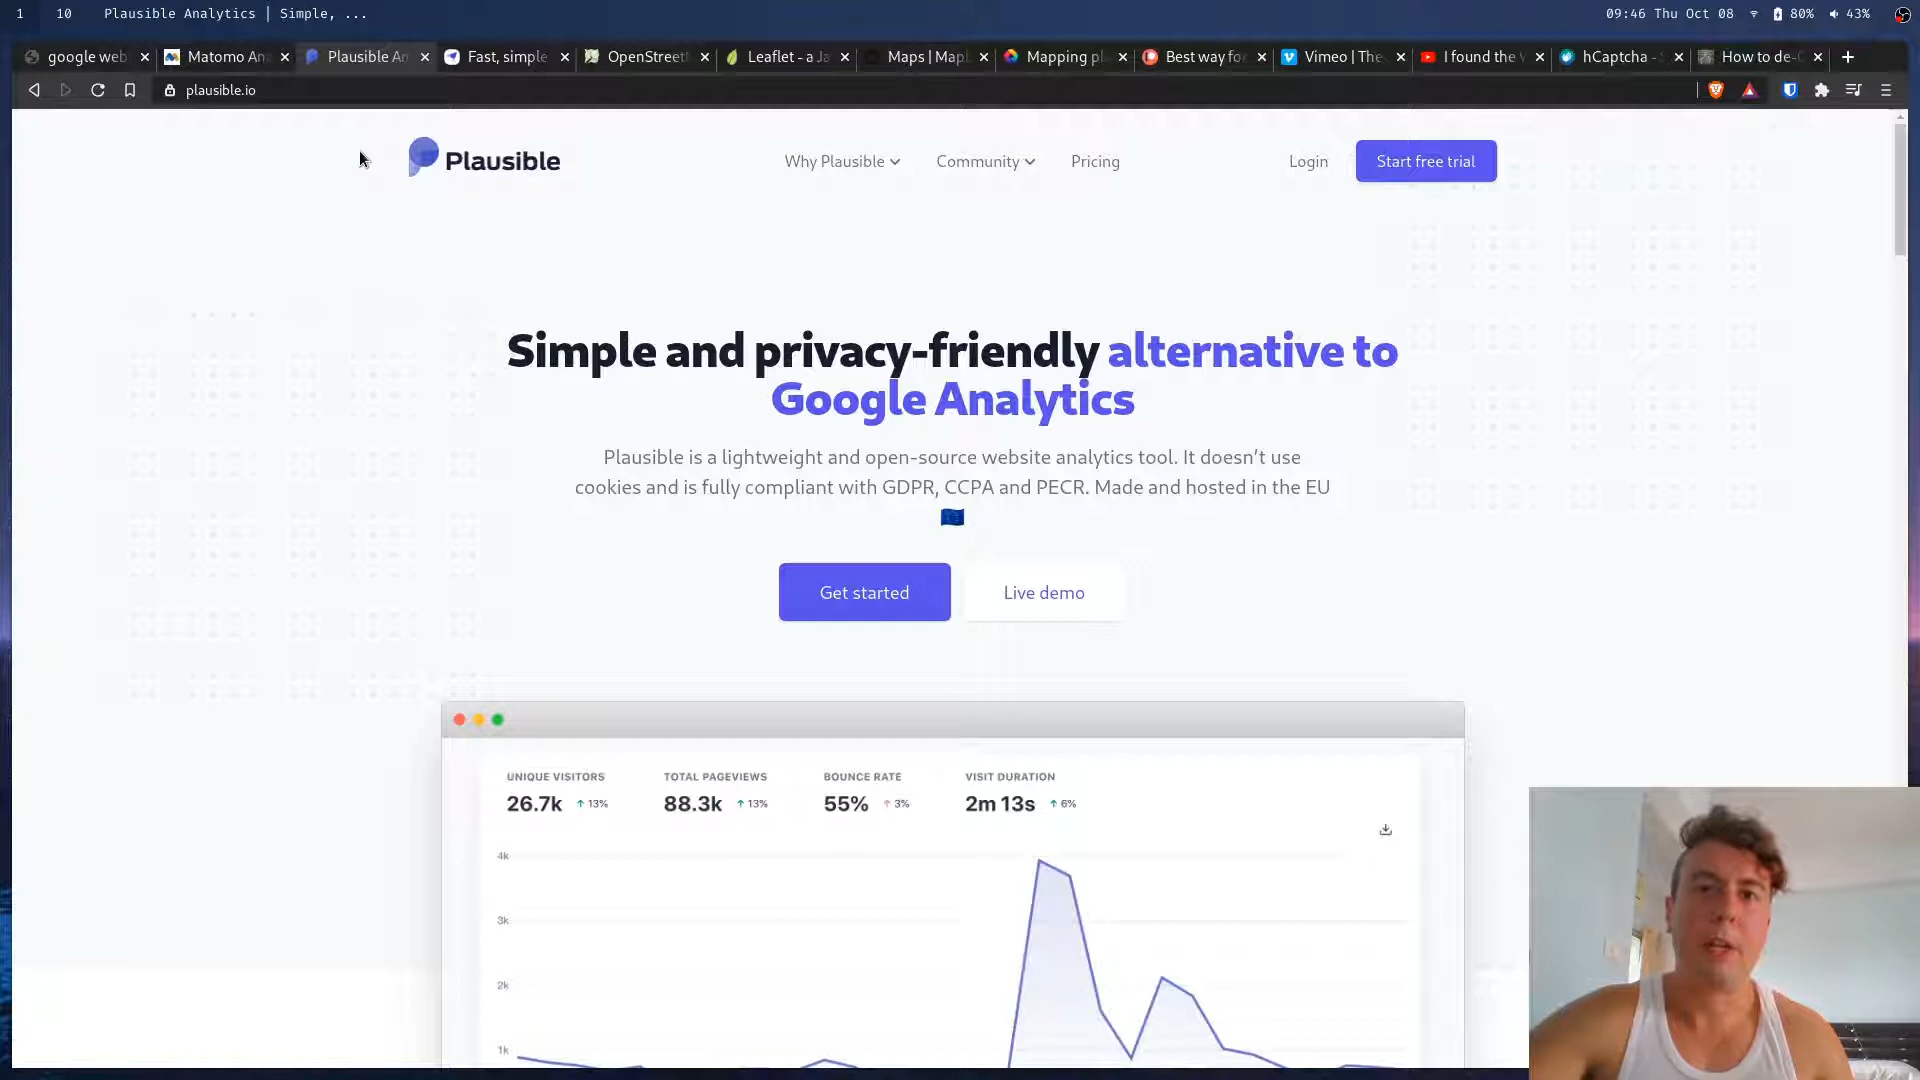 1 10 Plausible Analytics | Simple, ... 09:46 Thu Oct 08 80% 43%
google web Matomo An Plausible An Fast, simple OpenStreet Leaflet - a Ja Maps | Map Mapping pl Best way for Vimeo | The I found the hCaptcha - How to de-
plausible.io
Plausible Why Plausible Community Pricing Login Start free trial
Simple and privacy-friendly alternative to
Google Analytics
Plausible is a lightweight and open-source website analytics tool. It doesn’t use
cookies and is fully compliant with GDPR, CCPA and PECR. Made and hosted in the EU
Get started Live demo
UNIQUE VISITORS TOTAL PAGEVIEWS BOUNCE RATE VISIT DURATION
26.7k ↑ 13% 88.3k ↑ 13% 55% ↑ 3% 2m 13s ↑ 6%
4k
3k
2k
1k